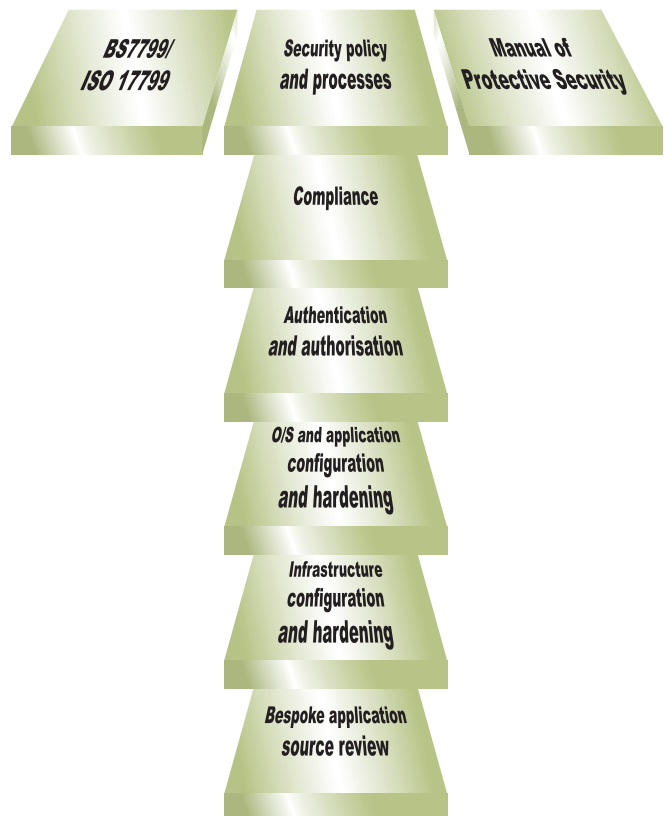 BS7799/
ISO 17799
Security policy
and processes
Manual of
Protective Security
Compliance
Authentication
and authorisation
O/S and application
configuration
and hardening
Infrastructure
configuration
and hardening
Bespoke application
source review